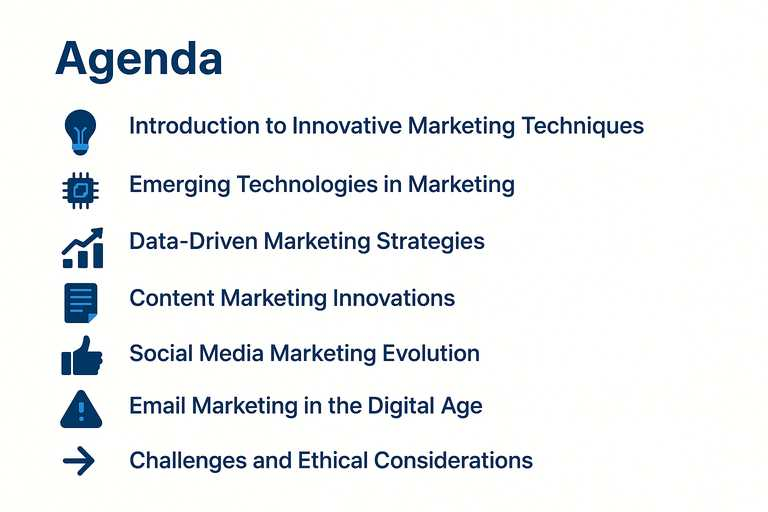 Agenda
Introduction to Innovative Marketing Techniques
Emerging Technologies in Marketing
Data-Driven Marketing Strategies
Content Marketing Innovations
Social Media Marketing Evolution
Email Marketing in the Digital Age
Challenges and Ethical Considerations